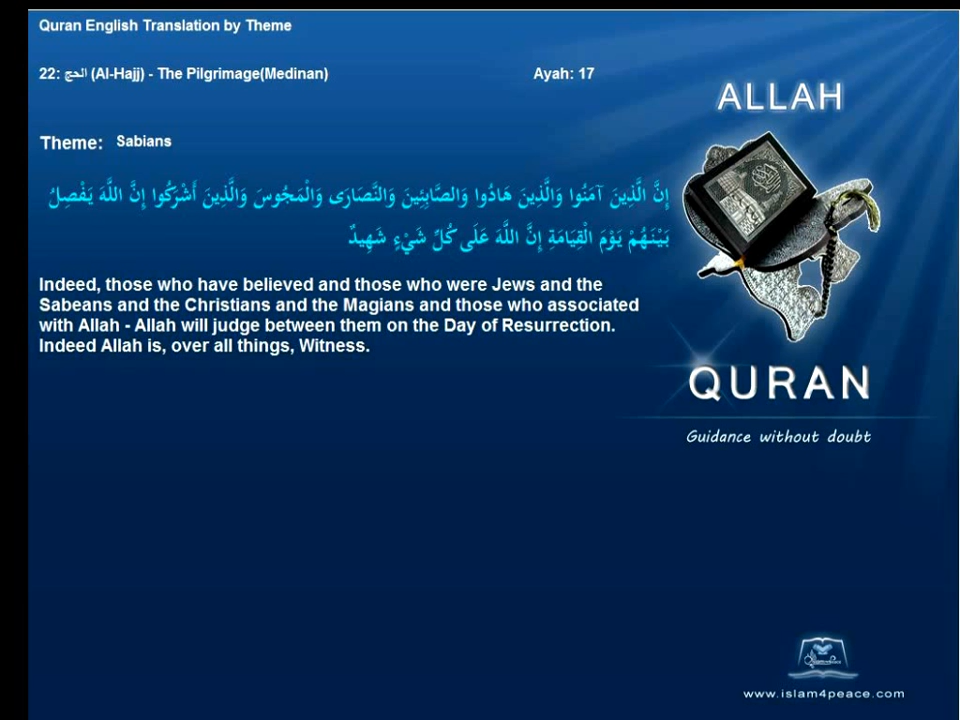 Quran English Translation by Theme
22: الحج (Al-Hajj) - The Pilgrimage(Medinan) Ayah: 17
ALLAH
Theme: Sabians
إِنَّ الَّذِينَ آمَنُوا وَالَّذِينَ هَادُوا وَالصَّابِئِينَ وَالنَّصَارَى وَالْمَجُوسَ وَالَّذِينَ أَشْرَكُوا إِنَّ اللَّهَ يَفْصِلُ
بَيْنَهُمْ يَوْمَ الْقِيَامَةِ إِنَّ اللَّهَ عَلَى كُلِّ شَيْءٍ شَهِيدٌ
Indeed, those who have believed and those who were Jews and the
Sabeans and the Christians and the Magians and those who associated
with Allah - Allah will judge between them on the Day of Resurrection.
Indeed Allah is, over all things, Witness.
QURAN
Guidance without doubt
www.islam4peace.com